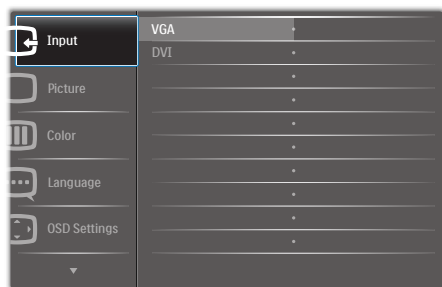 Input
Picture
Color
Language
OSD Settings
VGA
DVI